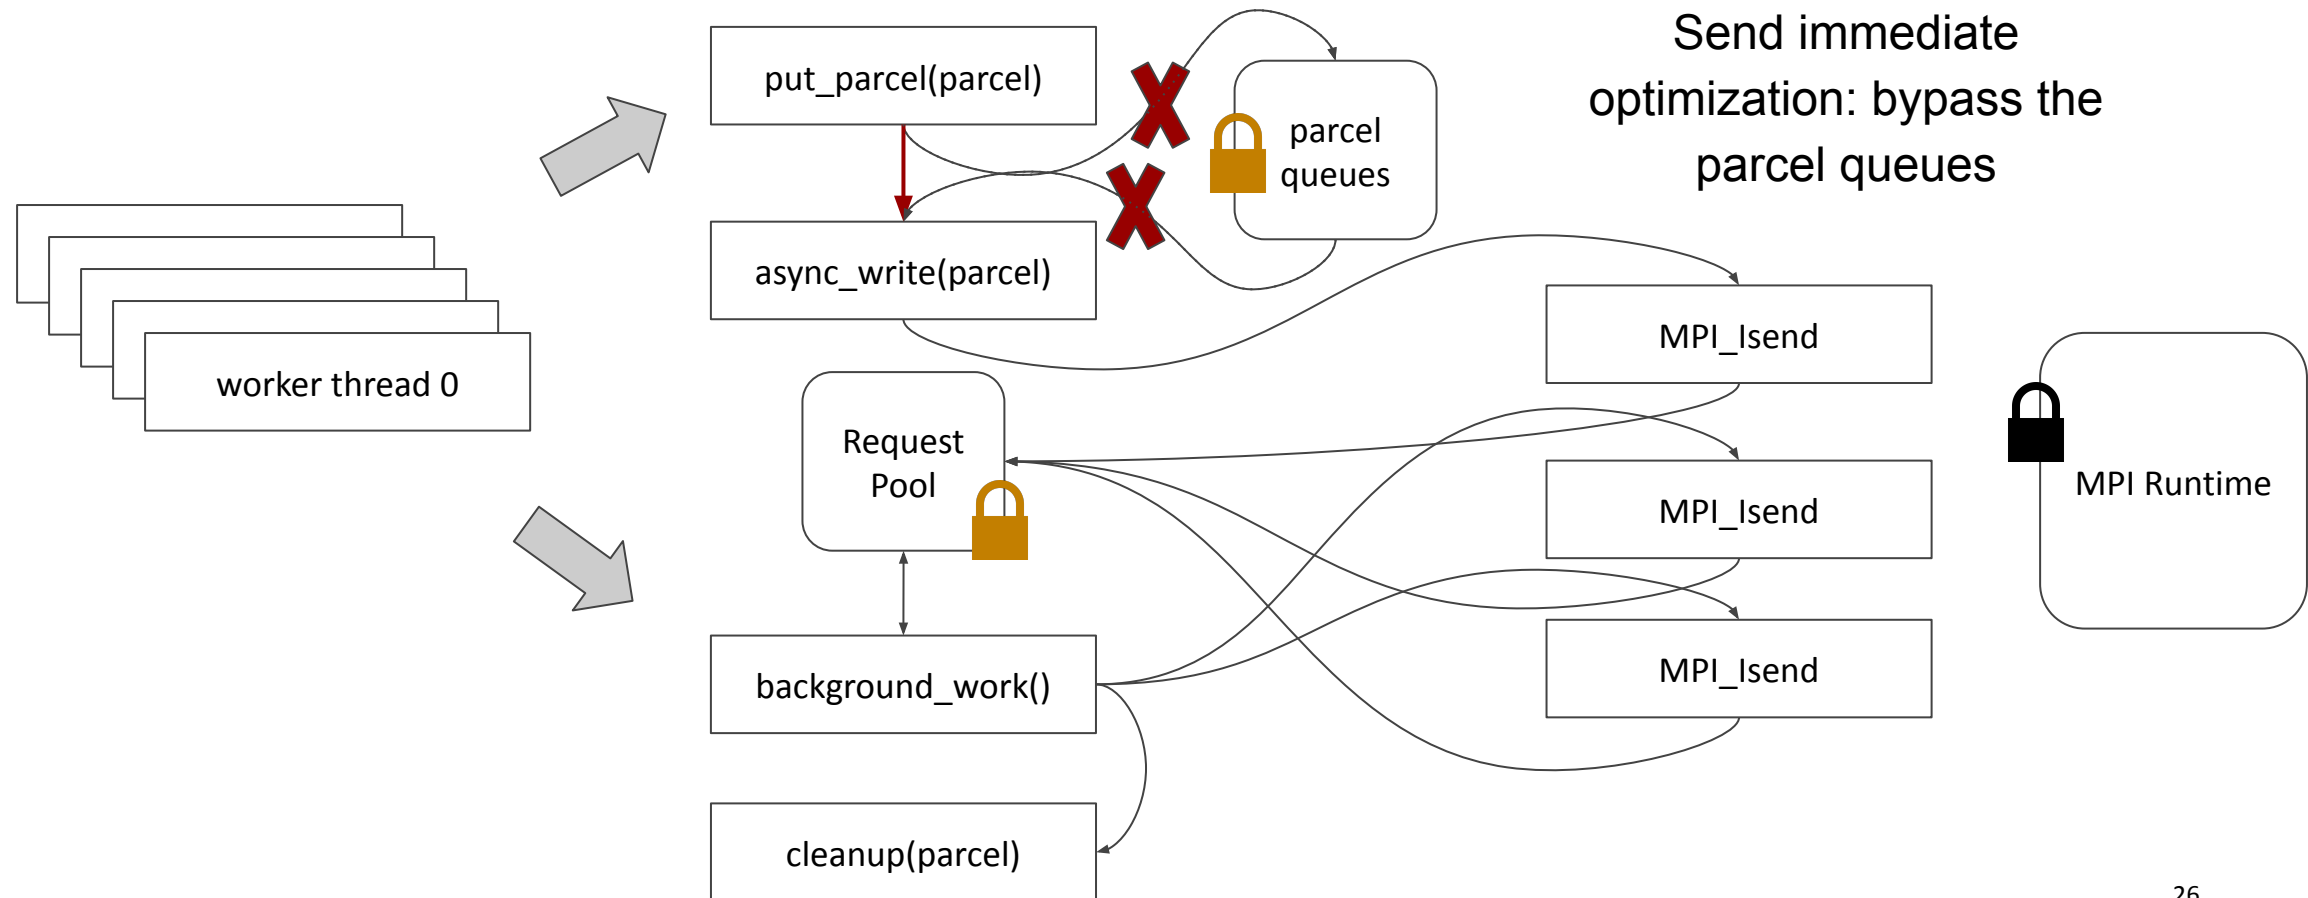 Send immediate
optimization: bypass the
parcel queues
put_parcel(parcel)
parcel
queues
async_write(parcel)
worker thread 0
MPI_Isend
Request
Pool
MPI_Isend
MPI Runtime
background_work()
MPI_Isend
cleanup(parcel)
26